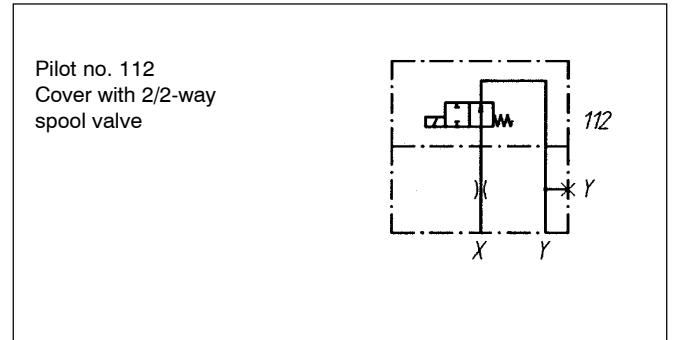 Pilot no. 112
Cover with 2/2-way
spool valve
112
Y
X Y